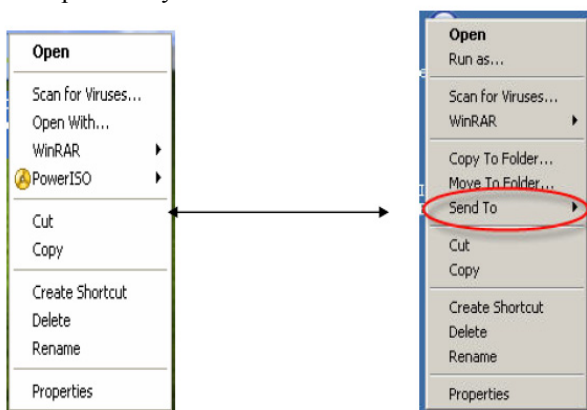 Open
Scan for Viruses...
Open With...
WinRAR
PowerISO
Cut
Copy
Create Shortcut
Delete
Rename
Properties
Open
Run as...
Scan for Viruses...
WinRAR
Copy To Folder...
Move To Folder...
Send To
Cut
Copy
Create Shortcut
Delete
Rename
Properties